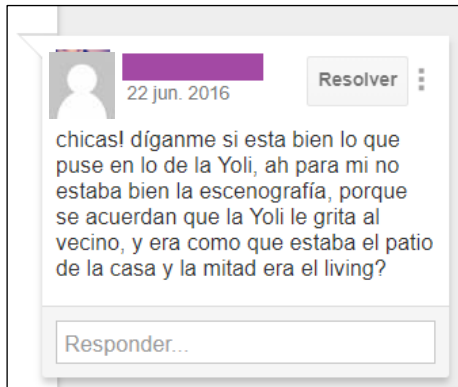 22 jun. 2016
Resolver
chicas! díganme si esta bien lo que
puse en lo de la Yoli, ah para mi no
estaba bien la escenografía, porque
se acuerdan que la Yoli le grita al
vecino, y era como que estaba el patio
de la casa y la mitad era el living?
Responder...